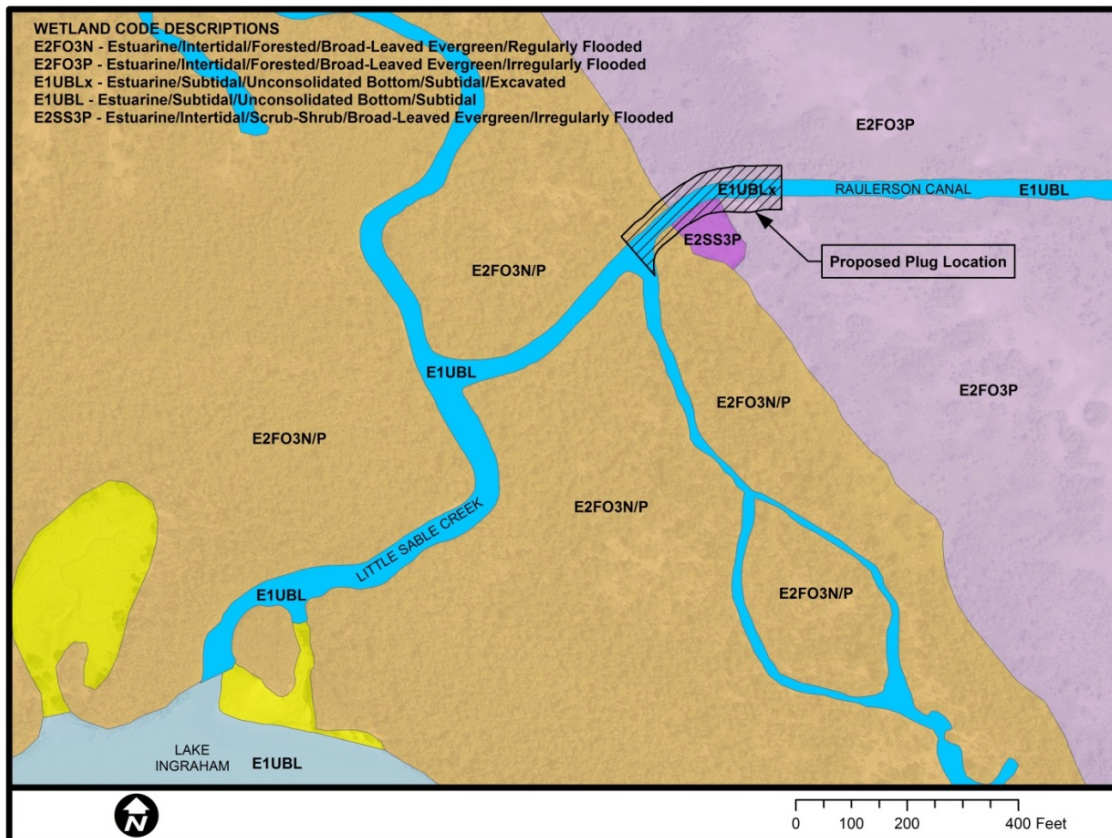 WETLAND CODE DESCRIPTIONS
E2FO3N - Estuarine/Intertidal/Forested/Broad-Leaved Evergreen/Regularly Flooded
E2FO3P - Estuarine/Intertidal/Forested/Broad-Leaved Evergreen/Irregularly Flooded
E1UBLx - Estuarine/Subtidal/Unconsolidated Bottom/Subtidal/Excavated
E1UBL - Estuarine/Subtidal/Unconsolidated Bottom/Subtidal
E2SS3P - Estuarine/Intertidal/Scrub-Shrub/Broad-Leaved Evergreen/Irregularly Flooded
E2FO3P
E1UBLx
RAULERSON CANAL
E1UBL
E2SS3P
Proposed Plug Location
E2FO3N/P
E1UBL
E2FO3P
E2FO3N/P
E2FO3N/P
E2FO3N/P
LITTLE SABLE CREEK
E1UBL
E2FO3N/P
LAKE
INGRAHAM
E1UBL
N
0 100 200 400 Feet